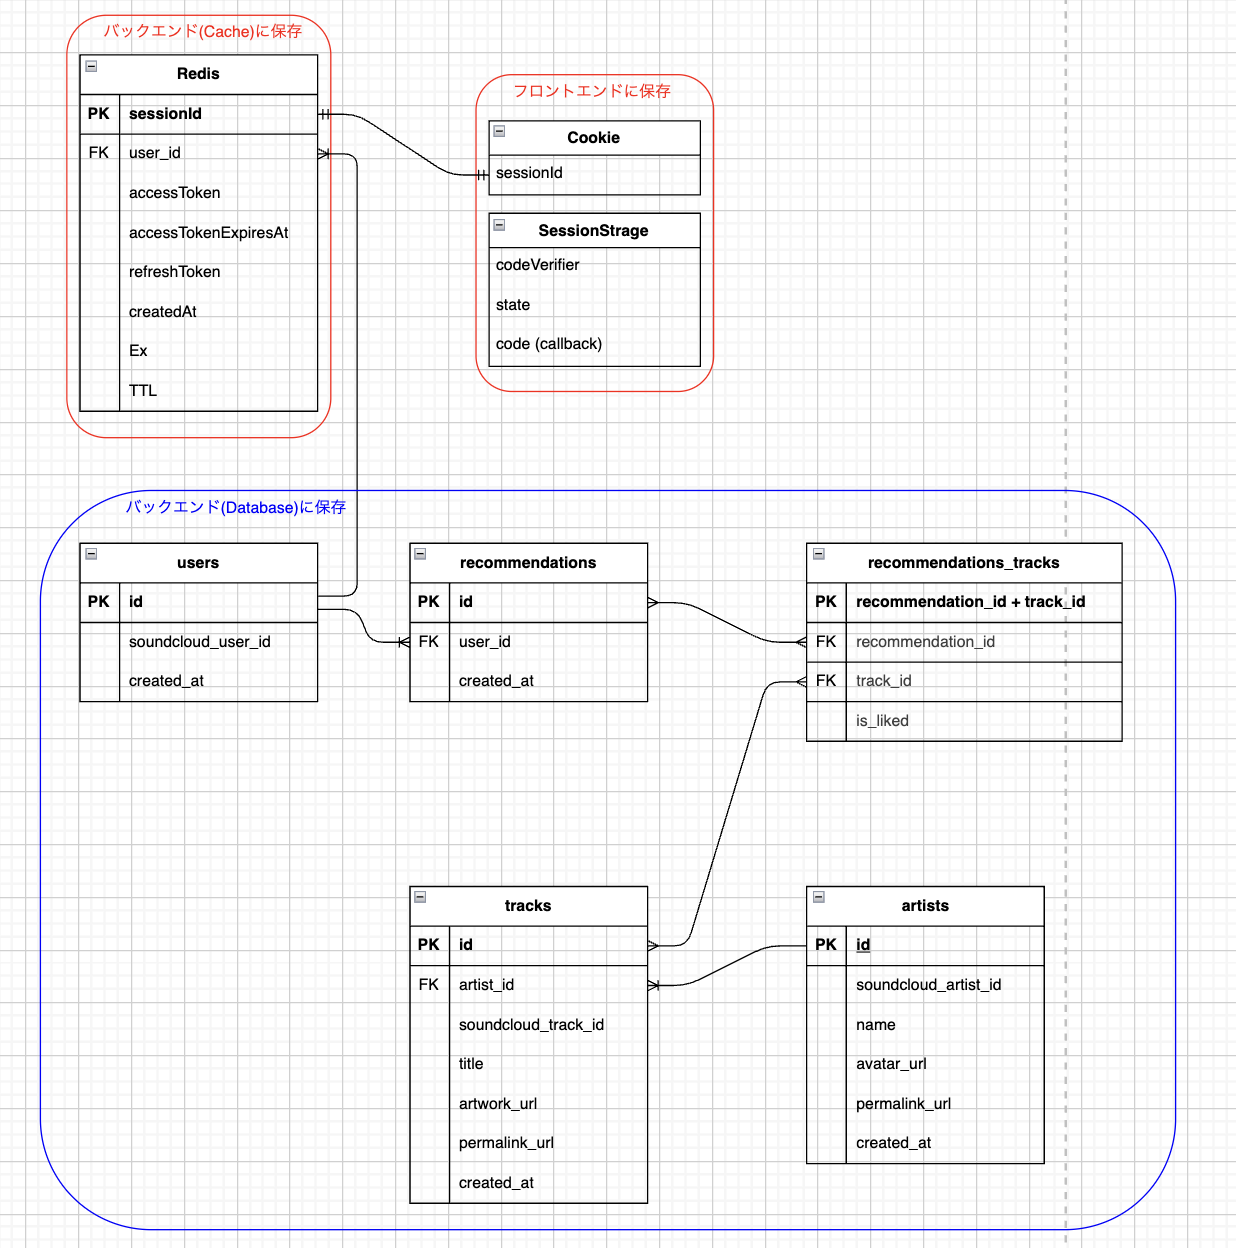 バックエンド(Cache)に保存
Redis
PK sessionId
FK user_id
accessToken
accessTokenExpiresAt
refreshToken
createdAt
Ex
TTL
フロントエンドに保存
Cookie
sessionId
SessionStrage
codeVerifier
state
code (callback)
バックエンド(Database)に保存
users
PK id
soundcloud_user_id
created_at
recommendations
PK id
FK user_id
created_at
recommendations_tracks
PK recommendation_id + track_id
FK recommendation_id
FK track_id
is_liked
tracks
PK id
FK artist_id
soundcloud_track_id
title
artwork_url
permalink_url
created_at
artists
PK id
soundcloud_artist_id
name
avatar_url
permalink_url
created_at